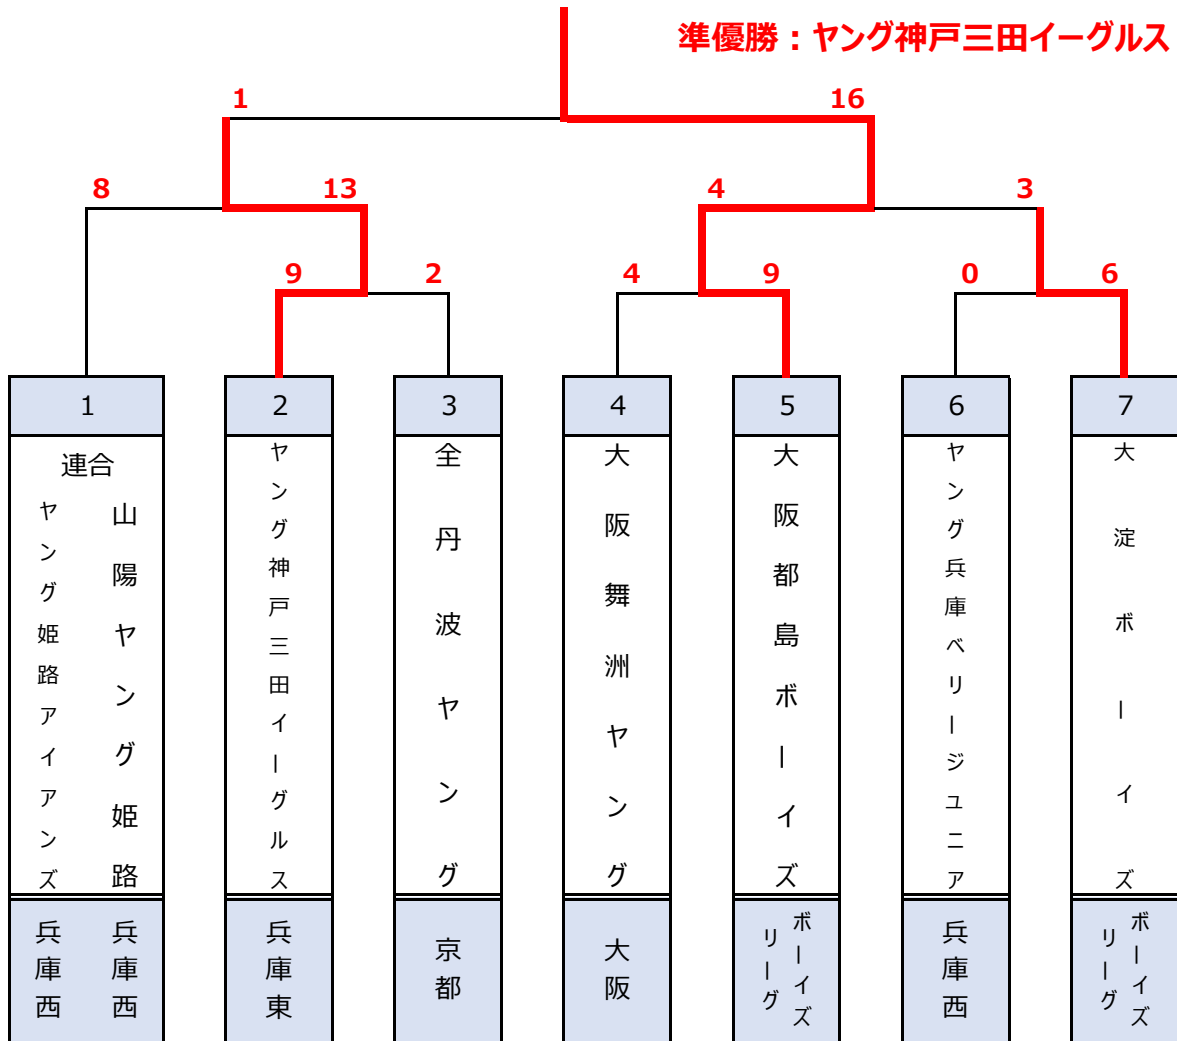 準優勝：ヤング神戸三田イーグルス
1
16
8
13
4
3
9
2
4
9
0
6
1
2
3
4
5
6
7
連合
山陽ヤング姫路
ヤング姫路アイアンズ
ヤング神戸三田イーグルス
全丹波ヤング
大阪舞洲ヤング
大阪都島ボーイズ
ヤング兵庫ベリージユニア
大淀ボーイズ
兵庫西
兵庫西
兵庫東
京都
大阪
ボーイズ
リーグ
兵庫西
ボーイズ
リーグ